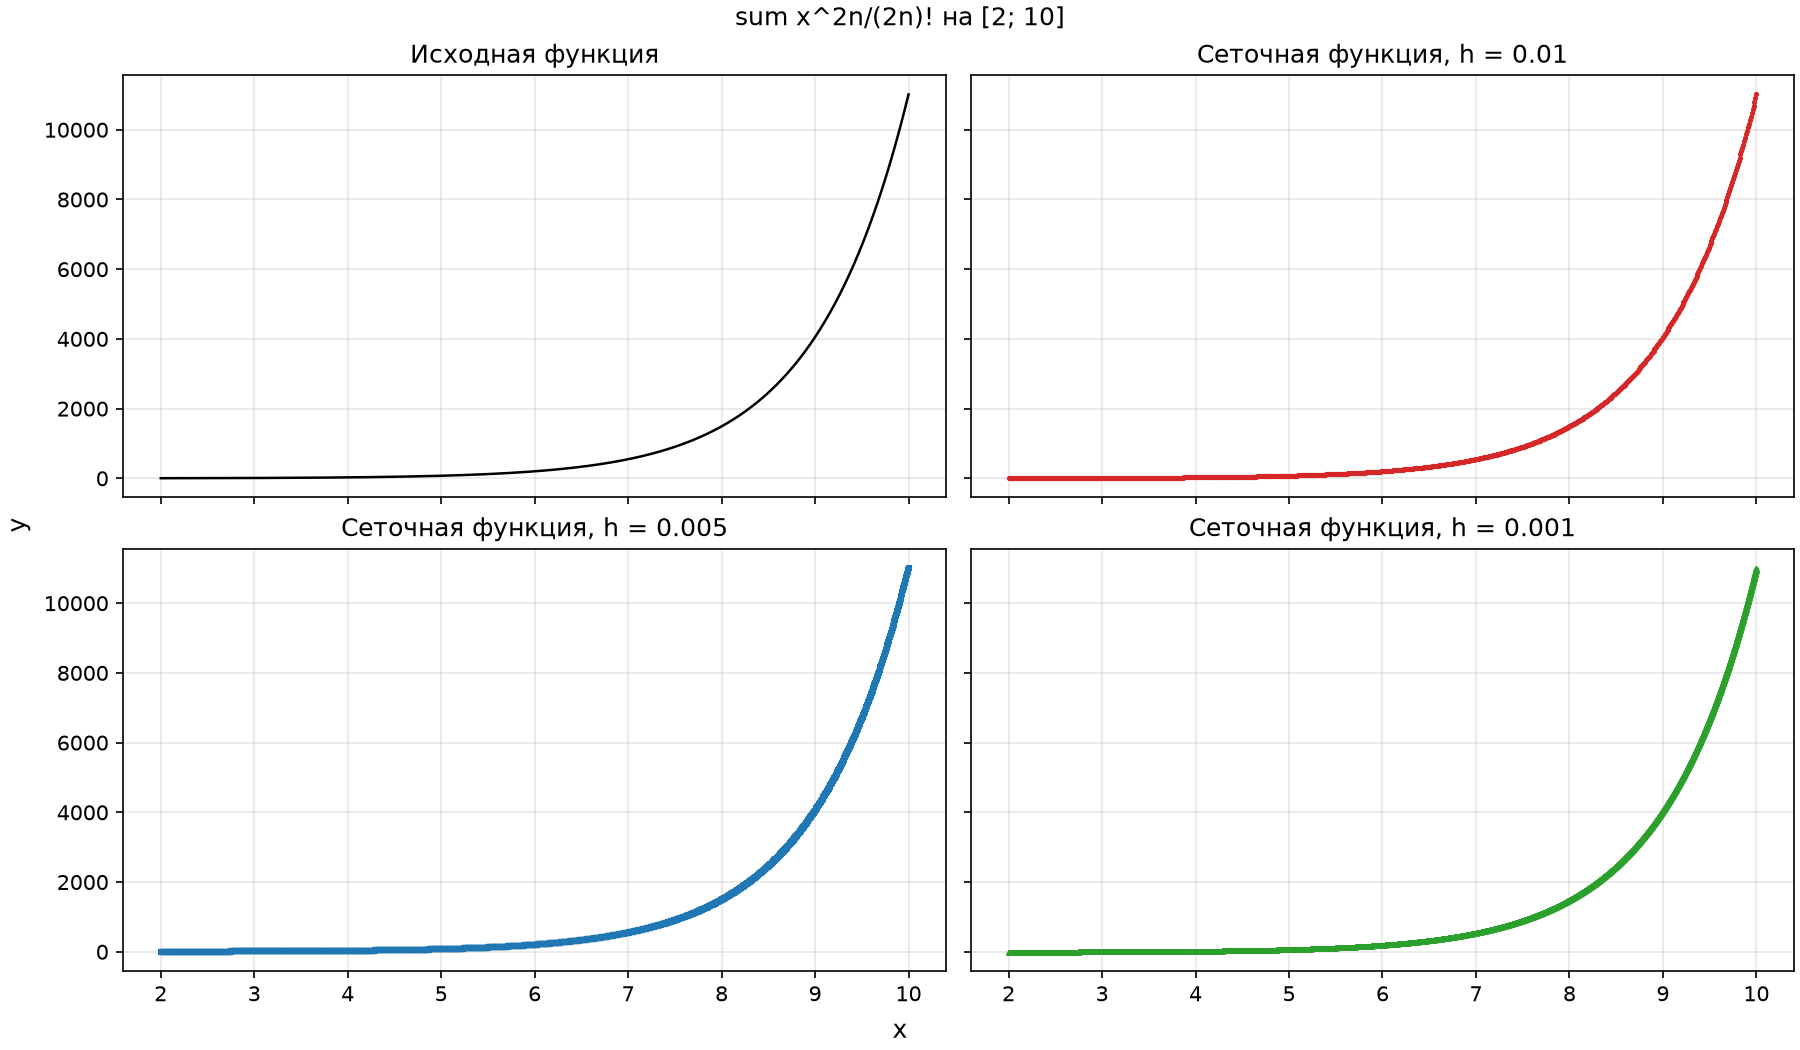 sum x^2n/(2n)! на [2; 10]
Исходная функция
Сеточная функция, h = 0.01
10000
8000
6000
4000
2000
0
y
Сеточная функция, h = 0.005
Сеточная функция, h = 0.001
10000
8000
6000
4000
2000
0
2 3 4 5 6 7 8 9 10
2 3 4 5 6 7 8 9 10
x